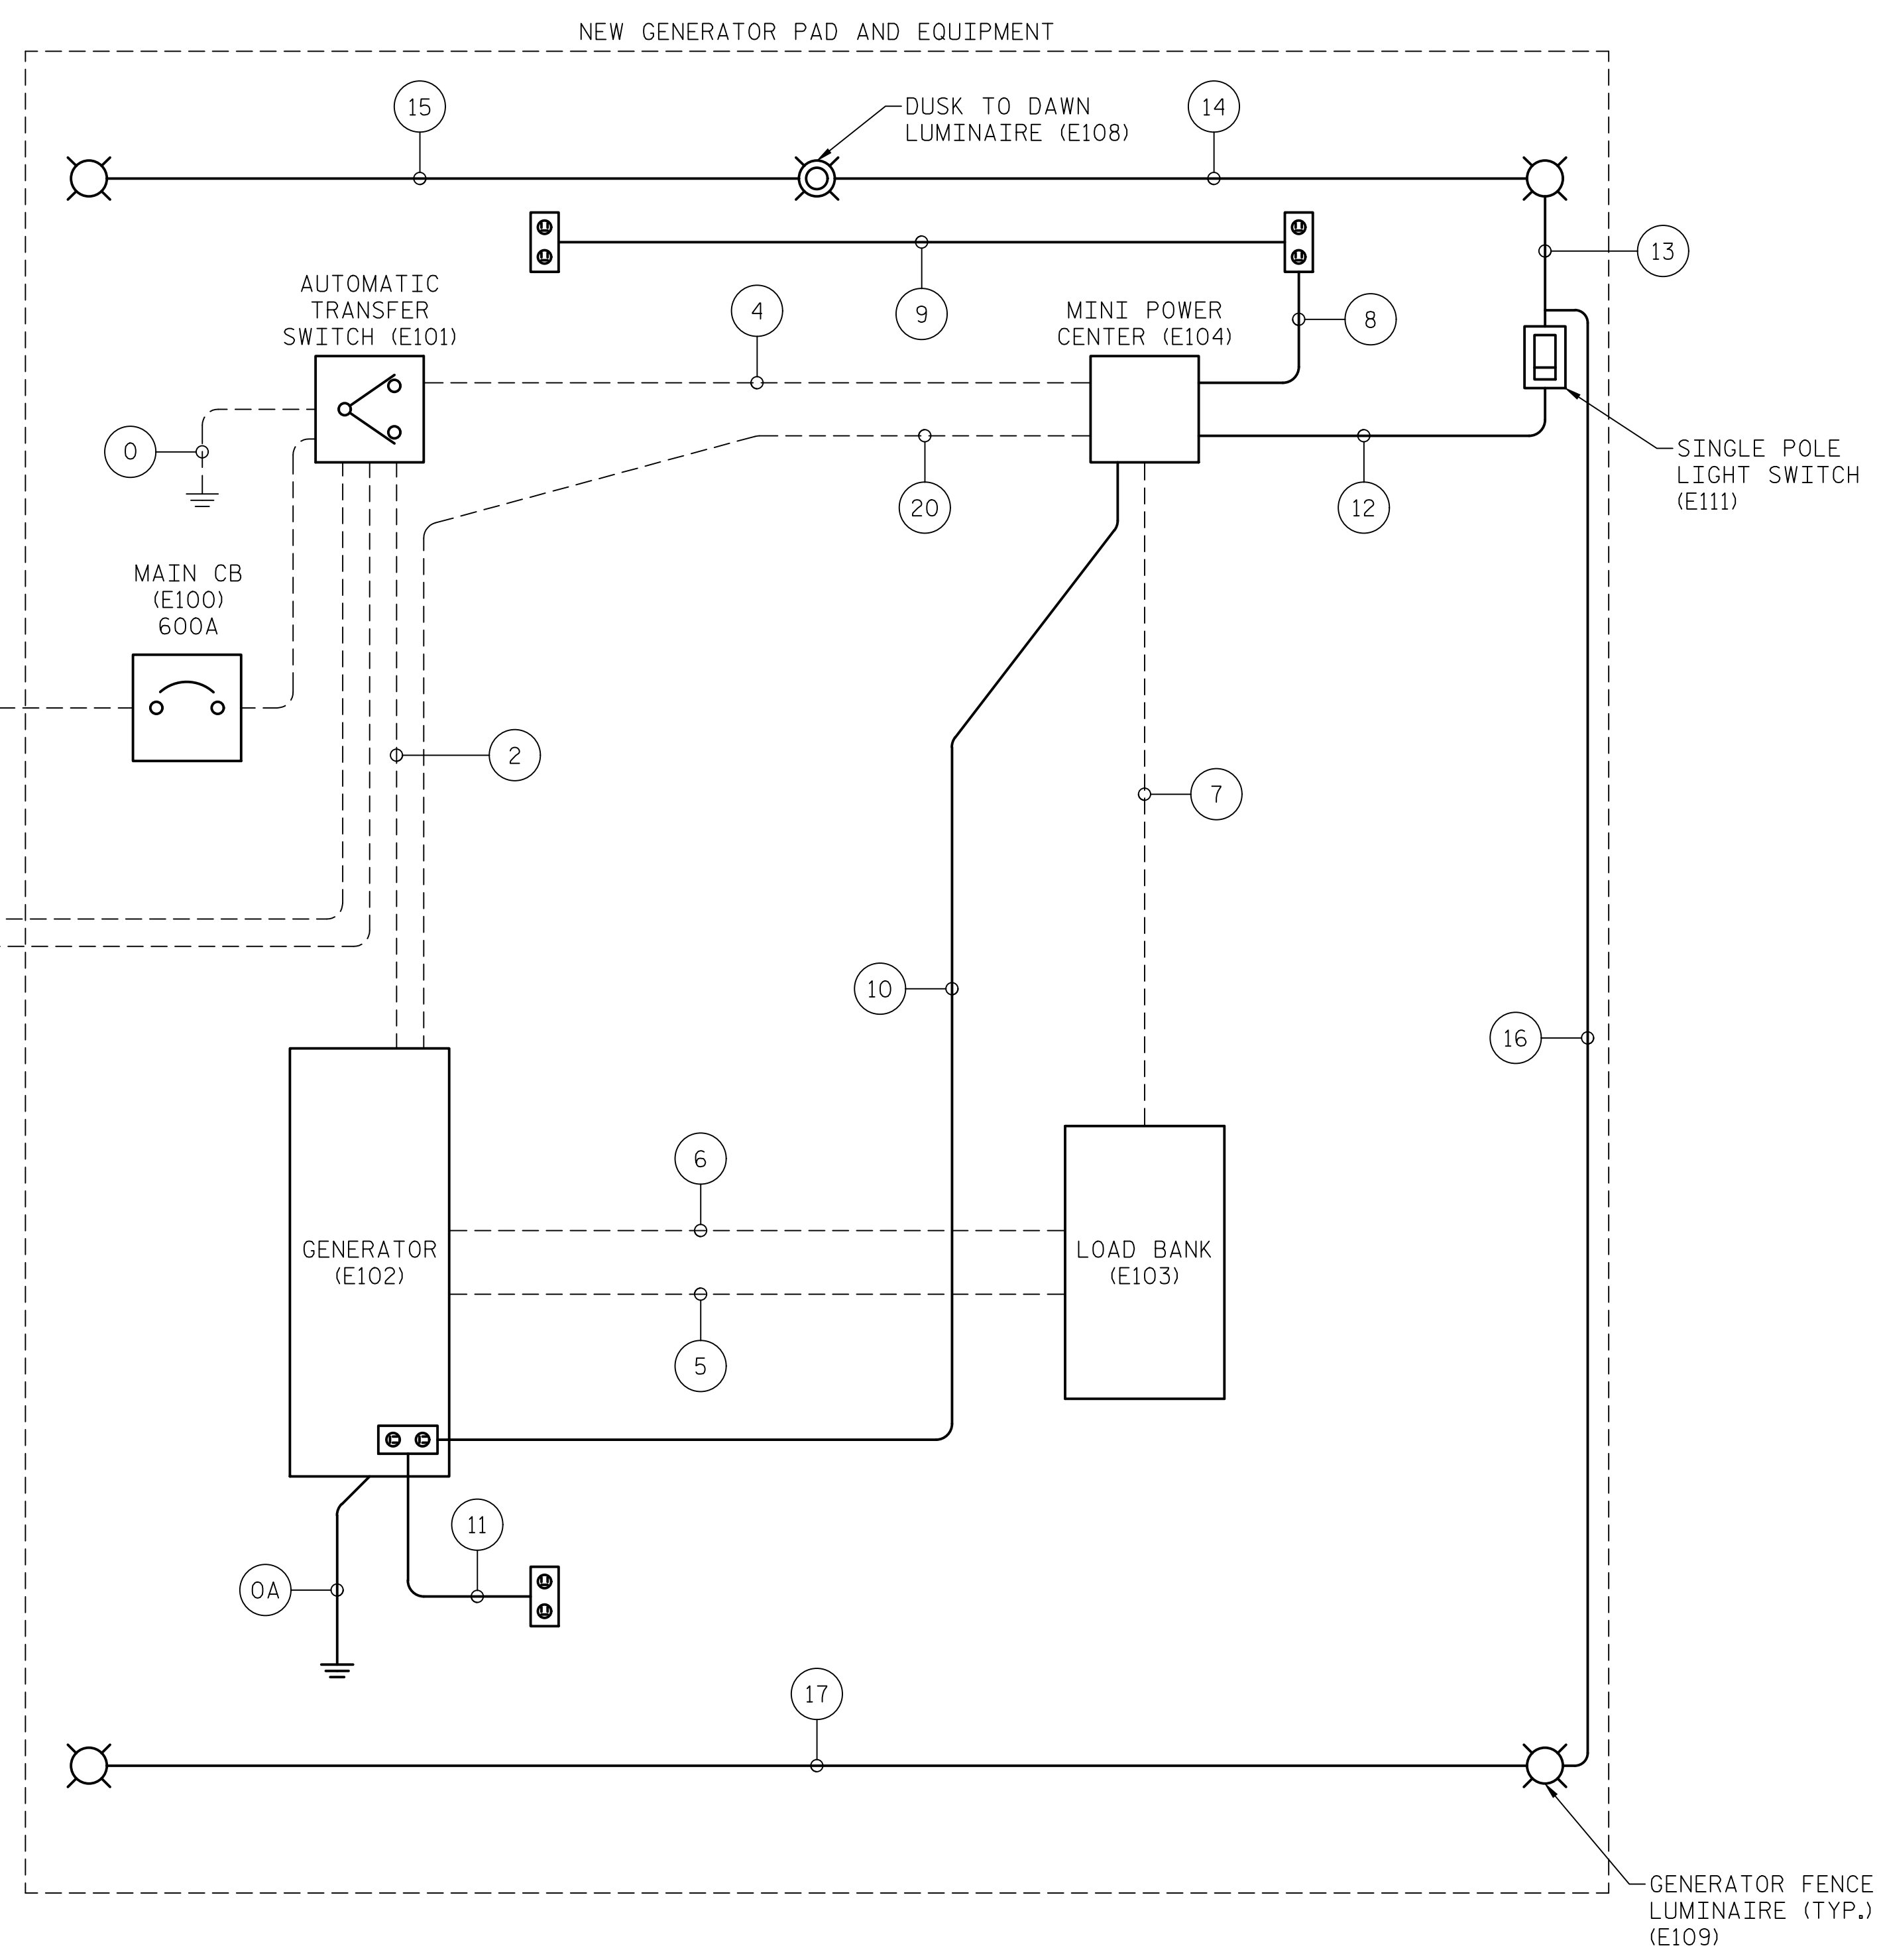 NEW GENERATOR PAD AND EQUIPMENT
15
DUSK TO DAWN
LUMINAIRE (E108)
14
13
AUTOMATIC
TRANSFER
SWITCH (E101)
4
9
MINI POWER
CENTER (E104)
8
0
20
12
SINGLE POLE
LIGHT SWITCH
(E111)
MAIN CB
(E100)
600A
2
7
10
16
6
GENERATOR
(E102)
LOAD BANK
(E103)
5
11
0A
17
GENERATOR FENCE
LUMINAIRE (TYP.)
(E109)